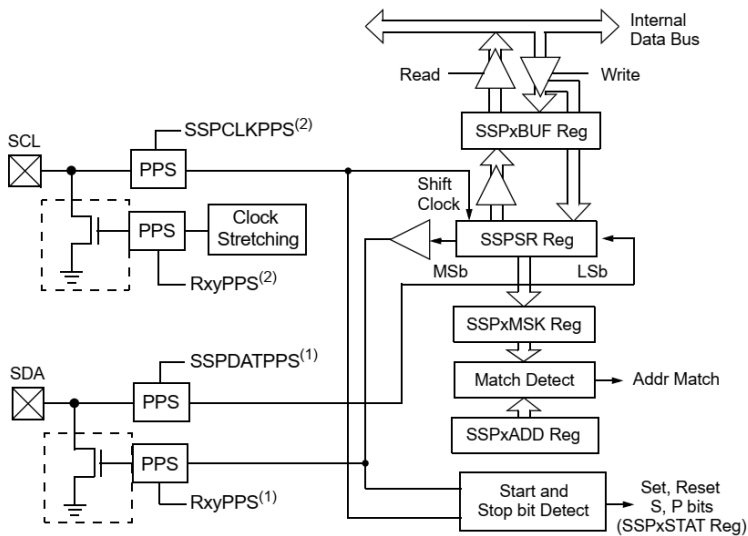 Internal
Data Bus
Read
Write
SSPCLKPPS(2)
SSPxBUF Reg
SCL
PPS
Shift
Clock
PPS
Clock
Stretching
SSPSR Reg
MSb
LSb
RxyPPS(2)
SSPxMSK Reg
SSPDATPPS(1)
SDA
PPS
Match Detect
Addr Match
SSPxADD Reg
PPS
Start and
Stop bit Detect
Set, Reset
S, P bits
(SSPxSTAT Reg)
RxyPPS(1)